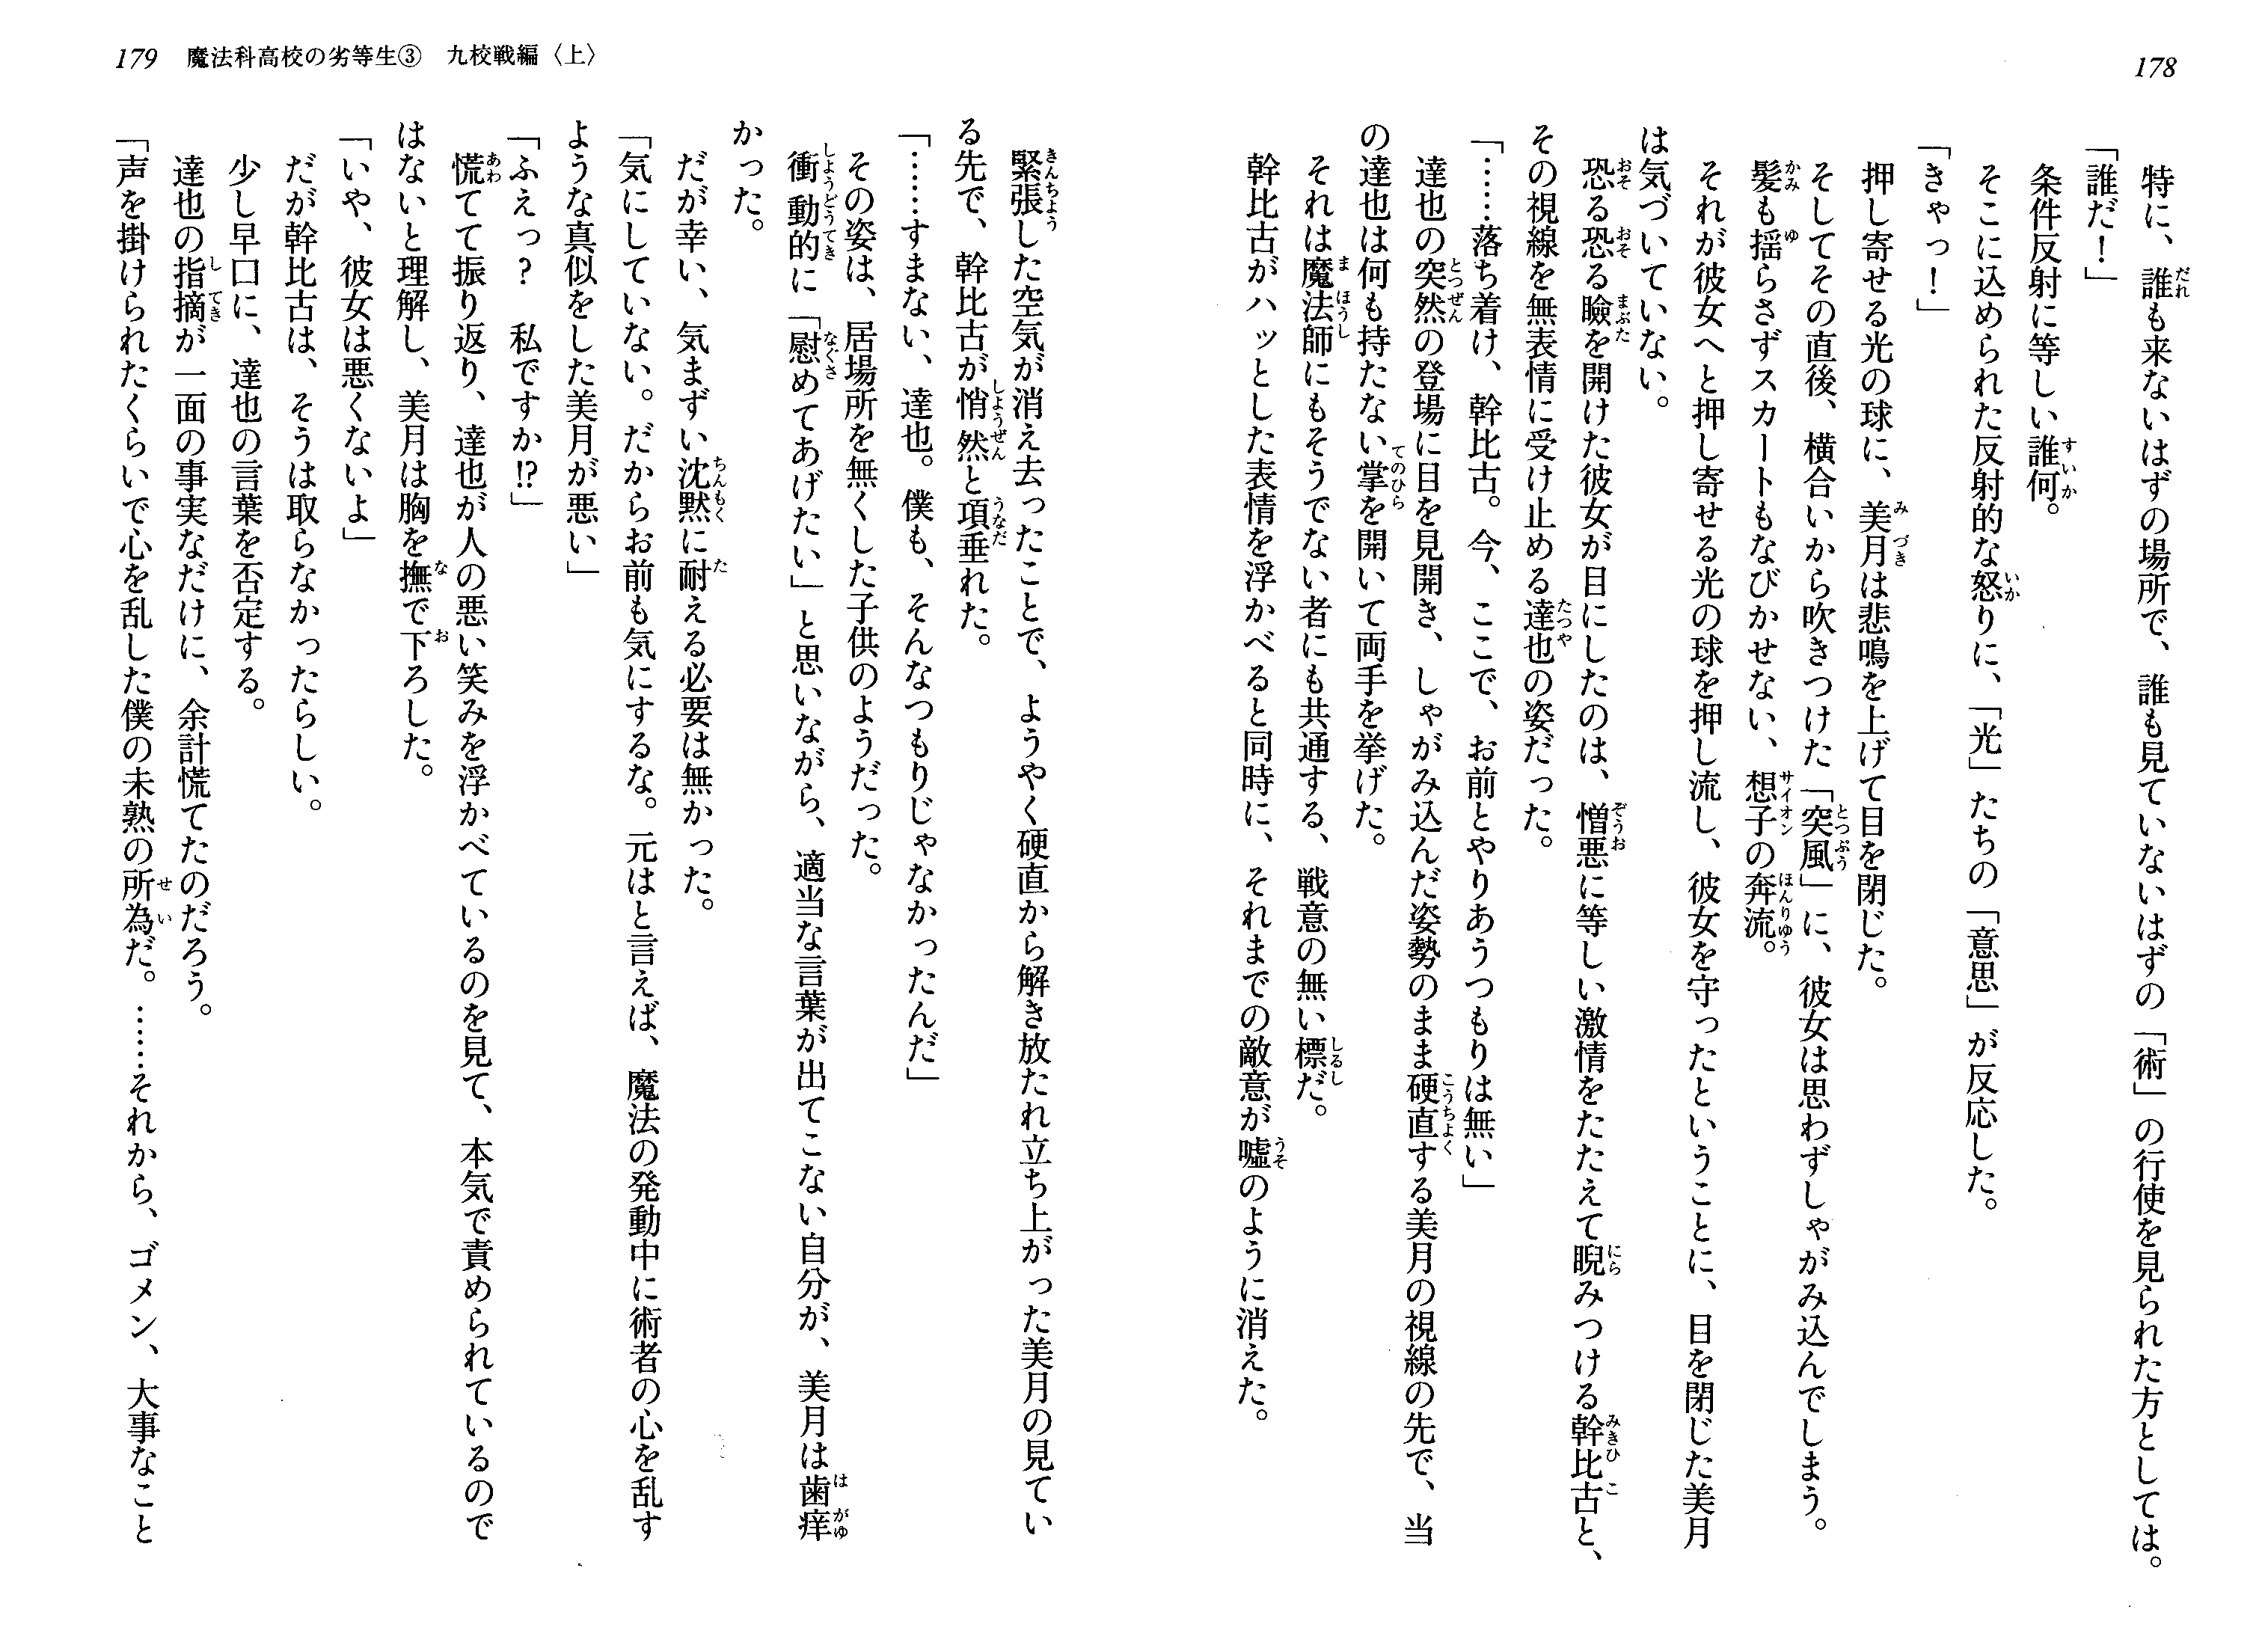 178
特に、誰も来ないはずの場所で、誰も見ていないはずの「術」の行使を見られた方としては。
「誰だ！」
条件反射に等しい誰何。
そこに込められた反射的な怒りに、「光」たちの「意思」が反応した。
「きゃっ！」
押し寄せる光の球に、美月は悲鳴を上げて目を閉じた。
そしてその直後、横合いから吹きつけた「突風」に、彼女は思わずしゃがみ込んでしまう。
髪も揺らさずスカートもなびかせない、想子の奔流。
それが彼女へと押し寄せる光の球を押し流し、彼女を守ったということに、目を閉じた美月
は気づいていない。
恐る恐る瞼を開けた彼女が目にしたのは、憎悪に等しい激情をたたえて睨みつける幹比古と、
その視線を無表情に受け止める達也の姿だった。
「……落ち着け、幹比古。今、ここで、お前とやりあうつもりは無い」
達也の突然の登場に目を見開き、しゃがみ込んだ姿勢のまま硬直する美月の視線の先で、当
の達也は何も持たない掌を開いて両手を挙げた。
それは魔法師にもそうでない者にも共通する、戦意の無い標だ。
幹比古がハッとした表情を浮かべると同時に、それまでの敵意が嘘のように消えた。
179 魔法科高校の劣等生③ 九校戦編〈上〉
緊張した空気が消え去ったことで、ようやく硬直から解き放たれ立ち上がった美月の見てい
る先で、幹比古が悄然と項垂れた。
「……すまない、達也。僕も、そんなつもりじゃなかったんだ」
その姿は、居場所を無くした子供のようだった。
衝動的に「慰めてあげたい」と思いながら、適当な言葉が出てこない自分が、美月は歯痒
かった。
だが幸い、気まずい沈黙に耐える必要は無かった。
「気にしていない。だからお前も気にするな。元はと言えば、魔法の発動中に術者の心を乱す
ような真似をした美月が悪い」
「ふえっ？　私ですか!?」
慌てて振り返り、達也が人の悪い笑みを浮かべているのを見て、本気で責められているので
はないと理解し、美月は胸を撫で下ろした。
「いや、彼女は悪くないよ」
だが幹比古は、そうは取らなかったらしい。
少し早口に、達也の言葉を否定する。
達也の指摘が一面の事実なだけに、余計慌てたのだろう。
「声を掛けられたくらいで心を乱した僕の未熟の所為だ。……それから、ゴメン、大事なこと